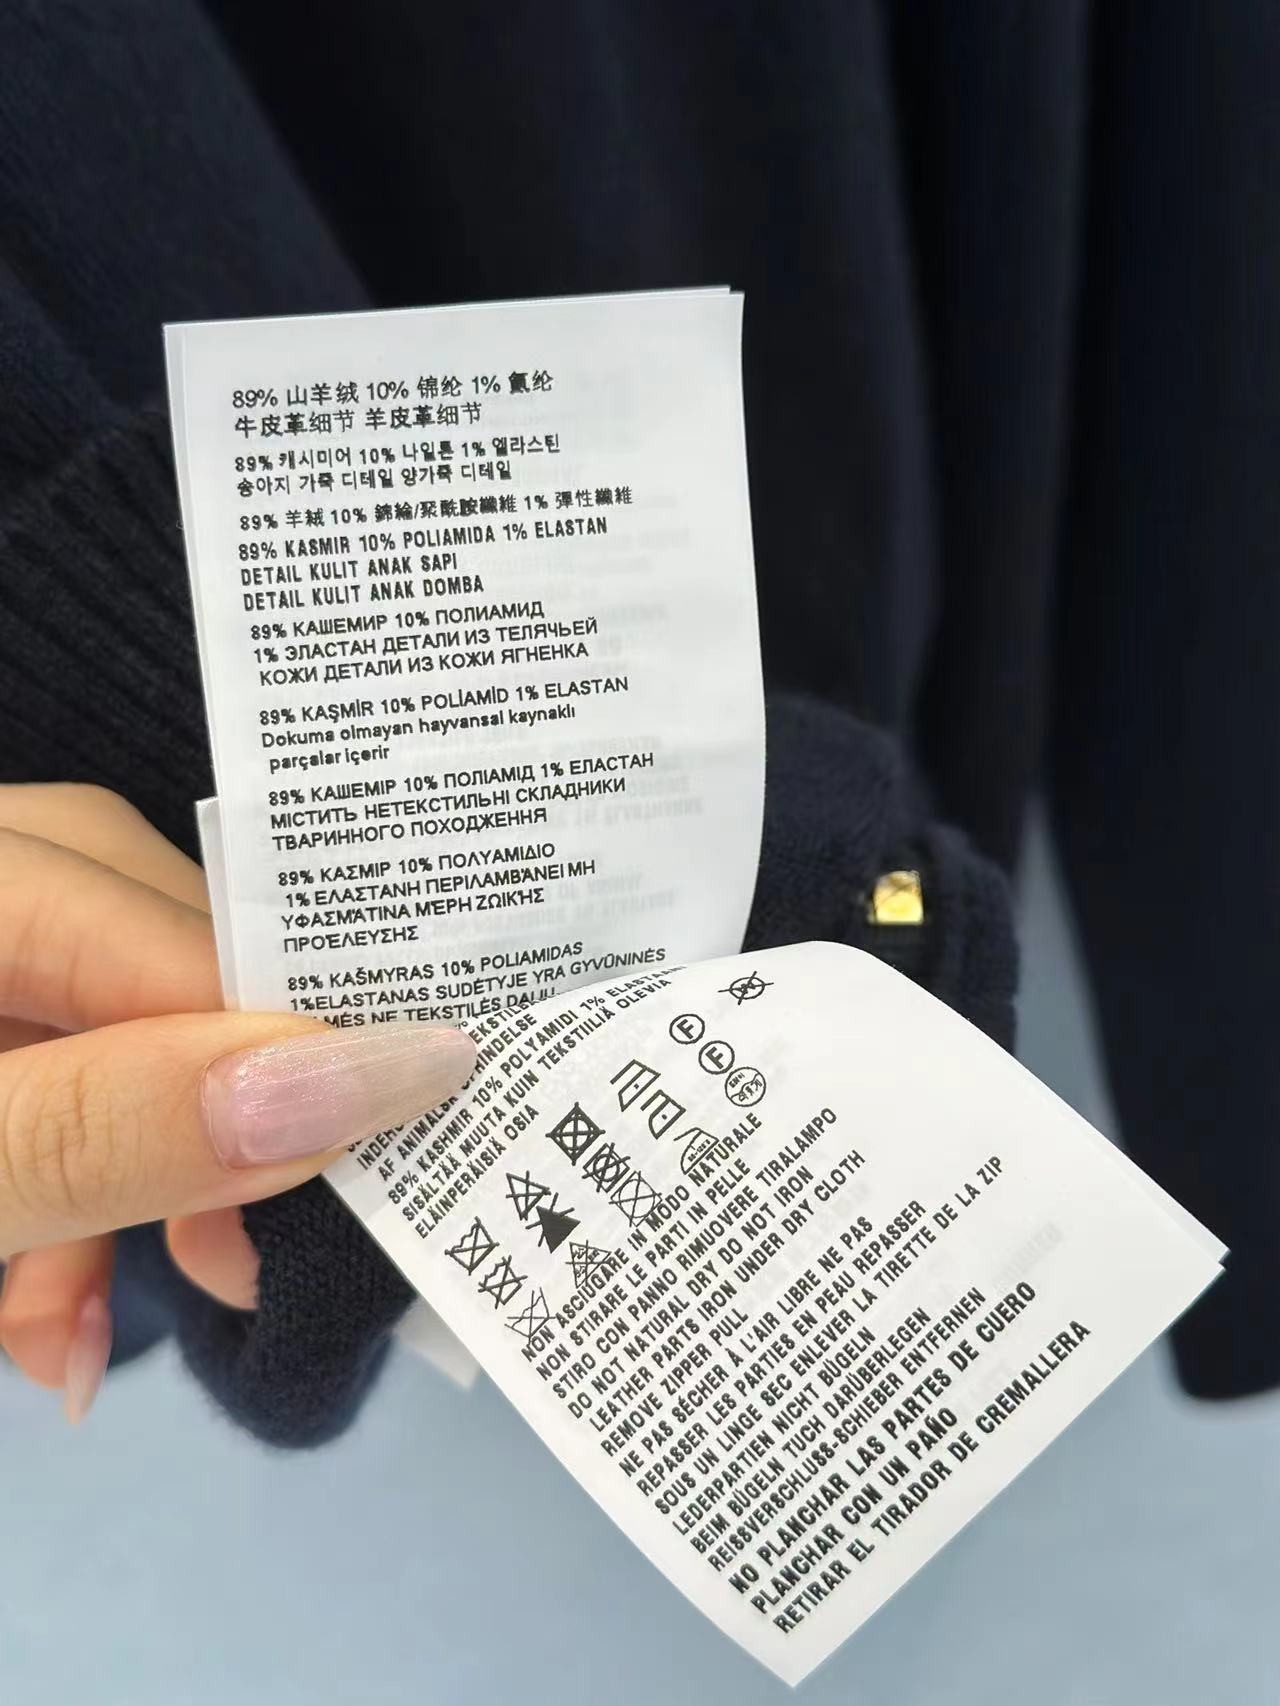 89% 山羊绒 10% 锦纶 1% 氨纶
牛皮革细节 羊皮革细节
89% 캐시미어 10% 나일론 1% 엘라스틴
송아지 가죽 디테일 양가죽 디테일
89% 羊絨 10% 錦綸/聚酰胺纖維 1% 彈性纖維
89% KASMIR 10% POLIAMIDA 1% ELASTAN
DETAIL KULIT ANAK SAPI
DETAIL KULIT ANAK DOMBA
89% КАШЕМИР 10% ПОЛИАМИД
1% ЭЛАСТАН ДЕТАЛИ ИЗ ТЕЛЯЧЬЕЙ
КОЖИ ДЕТАЛИ ИЗ КОЖИ ЯГНЕНКА
89% KAŞMİR 10% POLİAMİD 1% ELASTAN
Dokuma olmayan hayvansal kaynaklı
parçalar içerir
89% КАШЕМІР 10% ПОЛІАМІД 1% ЕЛАСТАН
МІСТИТЬ НЕТЕКСТИЛЬНІ СКЛАДНИКИ
ТВАРИННОГО ПОХОДЖЕННЯ
89% ΚΑΣΜΙΡ 10% ΠΟΛΥΑΜΙΔΙΟ
1% ΕΛΑΣΤΑΝΗ ΠΕΡΙΛΑΜΒΆΝΕΙ ΜΗ
ΥΦΑΣΜΆΤΙΝΑ ΜΈΡΗ ΖΩΙΚΉΣ
ΠΡΟΈΛΕΥΣΗΣ
89% KAŠMYRAS 10% POLIAMIDAS
1%ELASTANAS SUDĖTYJE YRA GYVŪNINĖS
NE TEKSTILĖS
AF ANIMALSK
89% KASHMIR 10% POLYAMIDI 1% ELASTAANI
SISÄLTÄÄ MUUTA KUIN TEKSTIILIÄ OLEVIA
ELÄINPERÄISIÄ OSIA
F
F
NON ASCIUGARE IN MODO NATURALE
NON STIRARE LE PARTI IN PELLE
STIRO CON PANNO RIMUOVERE TIRALAMPO
DO NOT NATURAL DRY DO NOT IRON
LEATHER PARTS IRON UNDER DRY CLOTH
REMOVE ZIPPER PULL
NE PAS SÉCHER À L'AIR LIBRE NE PAS
REPASSER LES PARTIES EN PEAU REPASSER
SOUS UN LINGE SEC ENLEVER LA TIRETTE DE LA ZIP
LEDERPARTIEN NICHT BÜGELN
BEIM BÜGELN TUCH DARÜBERLEGEN
REISSVERSCHLUSS-SCHIEBER ENTFERNEN
NO PLANCHAR LAS PARTES DE CUERO
PLANCHAR CON UN PAÑO
RETIRAR EL TIRADOR DE CREMALLERA